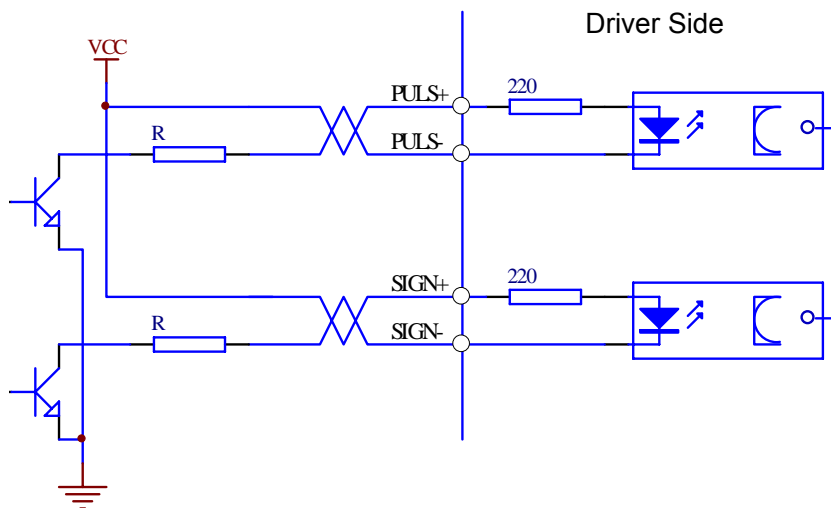 Driver Side
VCC
PULS+
220
R
PULS-
SIGN+
220
R
SIGN-